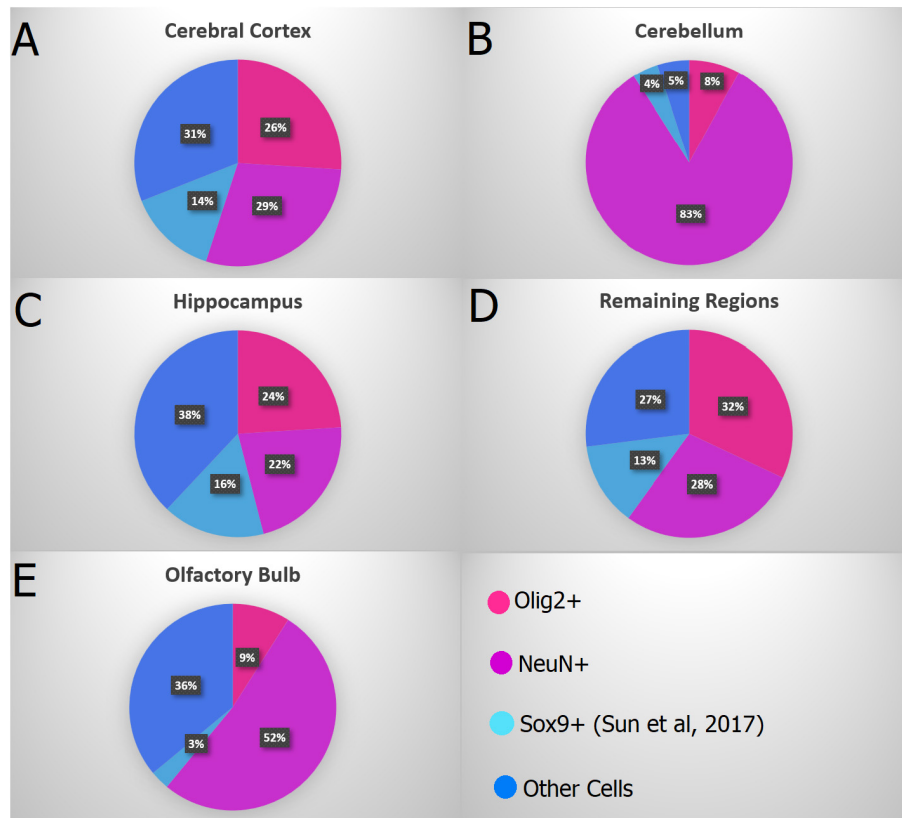 A
Cerebral Cortex
31%
26%
14%
29%
B
Cerebellum
4%
5%
8%
83%
C
Hippocampus
38%
24%
16%
22%
D
Remaining Regions
27%
32%
13%
28%
E
Olfactory Bulb
9%
36%
3%
52%
Olig2+
NeuN+
Sox9+ (Sun et al, 2017)
Other Cells